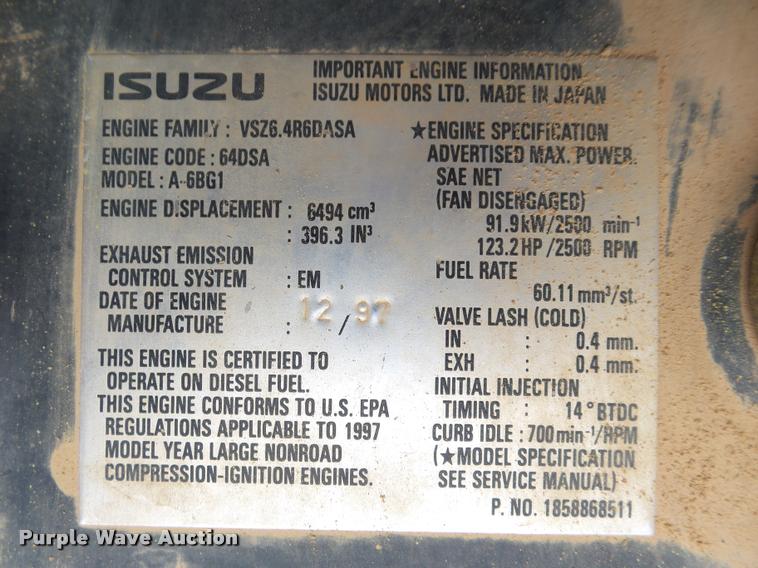 ISUZU
IMPORTANT ENGINE INFORMATION
ISUZU MOTORS LTD. MADE IN JAPAN
ENGINE FAMILY : VSZ6.4R6DASA
ENGINE CODE : 64DSA
MODEL : A-6BG1
ENGINE DISPLACEMENT : 6494 cm³
: 396.3 IN³
EXHAUST EMISSION
CONTROL SYSTEM : EM
DATE OF ENGINE
MANUFACTURE : 12 / 97
THIS ENGINE IS CERTIFIED TO
OPERATE ON DIESEL FUEL.
THIS ENGINE CONFORMS TO U.S. EPA
REGULATIONS APPLICABLE TO 1997
MODEL YEAR LARGE NONROAD
COMPRESSION-IGNITION ENGINES.
★ENGINE SPECIFICATION
ADVERTISED MAX. POWER
SAE NET
(FAN DISENGAGED)
91.9kW/2500 min⁻¹
123.2HP/2500 RPM
FUEL RATE
60.11mm³/st.
VALVE LASH (COLD)
IN : 0.4 mm.
EXH : 0.4 mm.
INITIAL INJECTION
TIMING : 14° BTDC
CURB IDLE : 700min⁻¹/RPM
(★MODEL SPECIFICATION
SEE SERVICE MANUAL)
P. NO. 1858868511
Purple Wave Auction